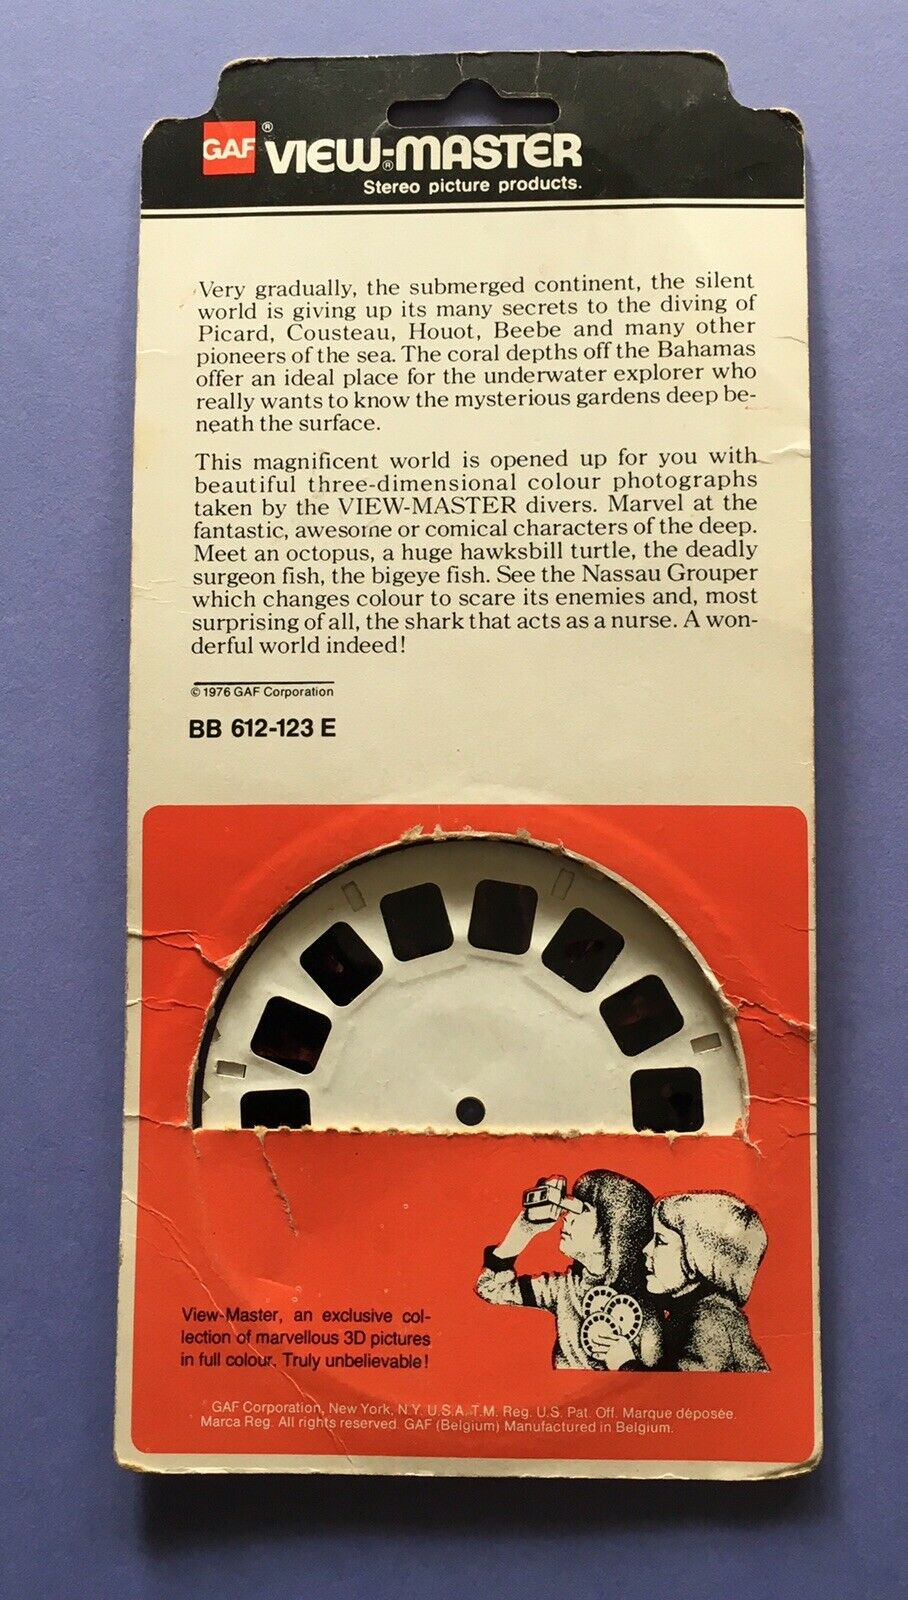 GAF® VIEW-MASTER®
Stereo picture products.
Very gradually, the submerged continent, the silent
world is giving up its many secrets to the diving of
Picard, Cousteau, Houot, Beebe and many other
pioneers of the sea. The coral depths off the Bahamas
offer an ideal place for the underwater explorer who
really wants to know the mysterious gardens deep be-
neath the surface.
This magnificent world is opened up for you with
beautiful three-dimensional colour photographs
taken by the VIEW-MASTER divers. Marvel at the
fantastic, awesome or comical characters of the deep.
Meet an octopus, a huge hawksbill turtle, the deadly
surgeon fish, the bigeye fish. See the Nassau Grouper
which changes colour to scare its enemies and, most
surprising of all, the shark that acts as a nurse. A won-
derful world indeed!
© 1976 GAF Corporation
BB 612-123 E
View-Master, an exclusive col-
lection of marvellous 3D pictures
in full colour. Truly unbelievable!
GAF Corporation, New York, N.Y. U.S.A. T.M. Reg. U.S. Pat. Off. Marque déposée.
Marca Reg. All rights reserved. GAF (Belgium) Manufactured in Belgium.